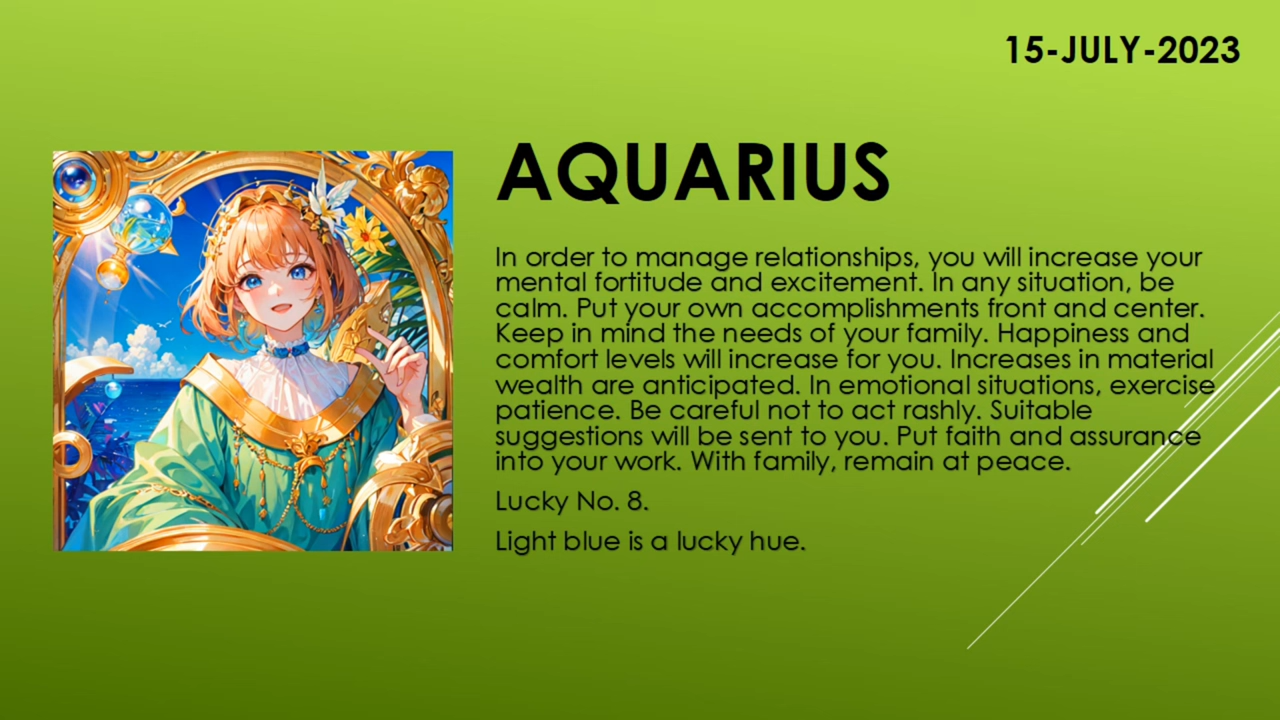 15-JULY-2023
AQUARIUS
In order to manage relationships, you will increase your
mental fortitude and excitement. In any situation, be
calm. Put your own accomplishments front and center.
Keep in mind the needs of your family. Happiness and
comfort levels will increase for you. Increases in material
wealth are anticipated. In emotional situations, exercise
patience. Be careful not to act rashly. Suitable
suggestions will be sent to you. Put faith and assurance
into your work. With family, remain at peace.
Lucky No. 8.
Light blue is a lucky hue.